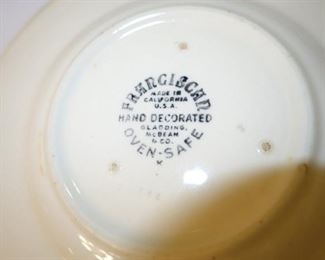 FRANCISCAN
MADE IN
CALIFORNIA
U.S.A.
HAND DECORATED
GLADDING,
McBEAN
& CO.
OVEN-SAFE